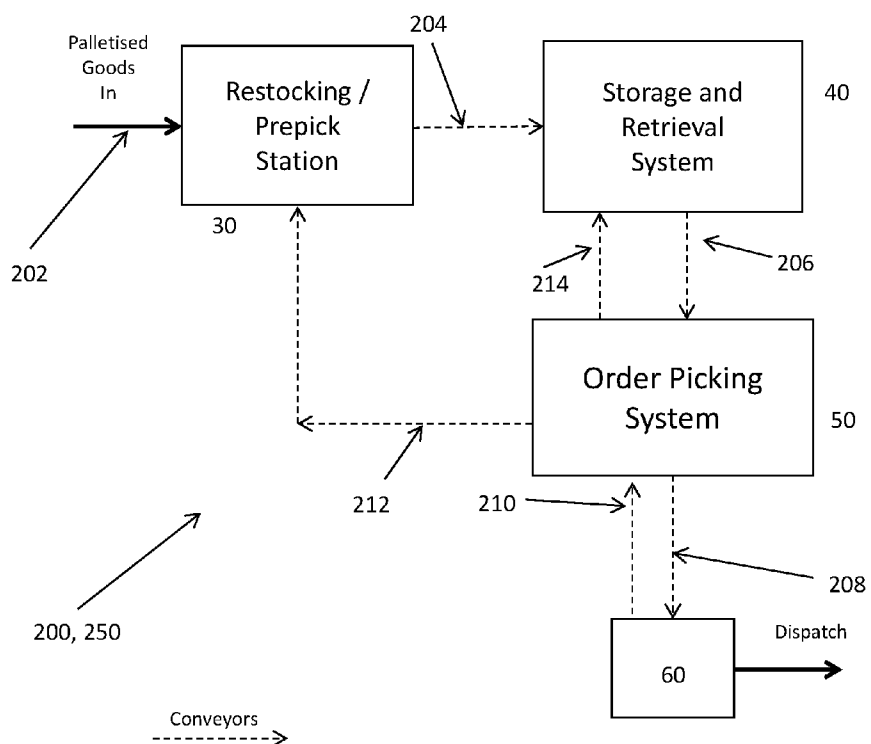 204
Palletised
Goods
In
Restocking /
Prepick
Station
Storage and
Retrieval
System
40
30
202
214
206
Order Picking
System
50
212
210
208
200, 250
Dispatch
60
Conveyors